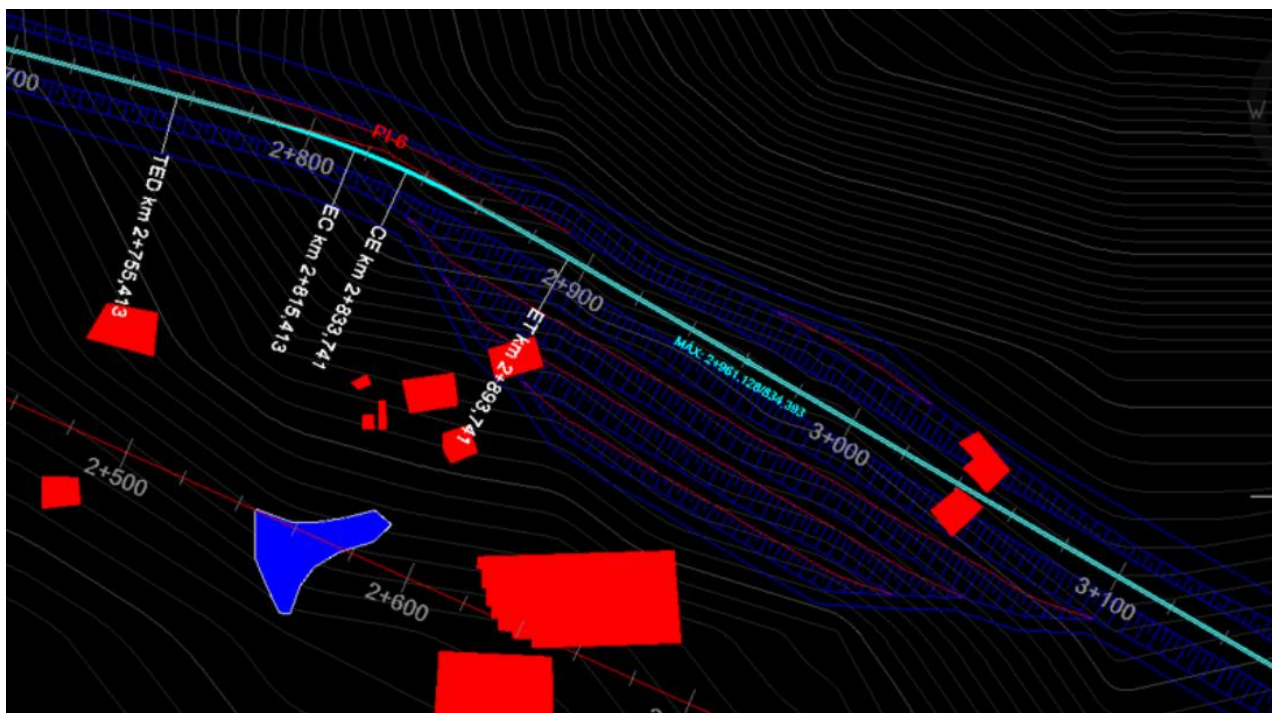 700
PI-6
2+800
TED km 2+755,413
EC km 2+815,413
CE km 2+833,741
2+900
ET km 2+893,741
MÁX: 2+961,128/834,393
3+000
2+500
2+600
3+100
W